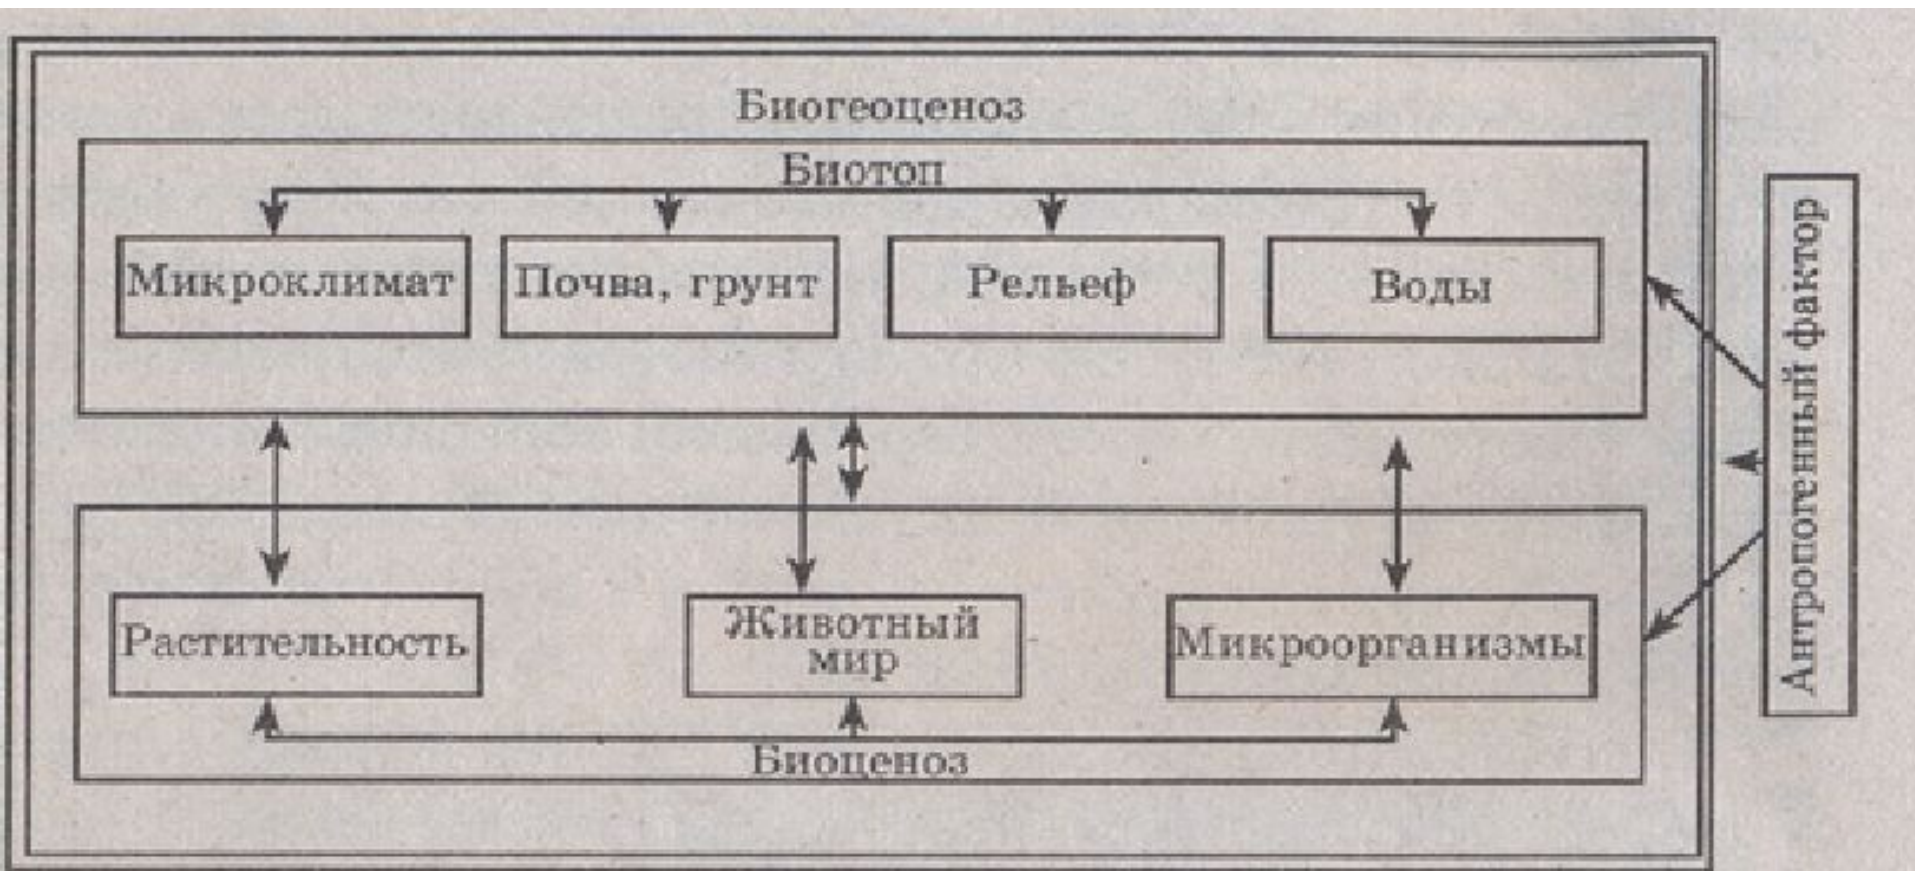 Биогеоценоз
Биотоп
Микроклимат
Почва, грунт
Рельеф
Воды
Антропогенный фактор
Растительность
Животный
мир
Микроорганизмы
Биоценоз